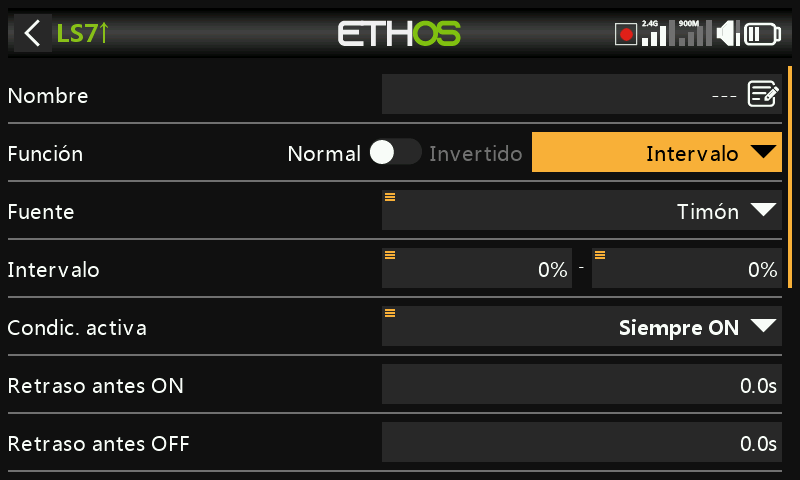 LS7↑ ETHOS 2.4G 900M
Nombre ---
Función Normal Invertido Intervalo
Fuente Timón
Intervalo 0% - 0%
Condic. activa Siempre ON
Retraso antes ON 0.0s
Retraso antes OFF 0.0s